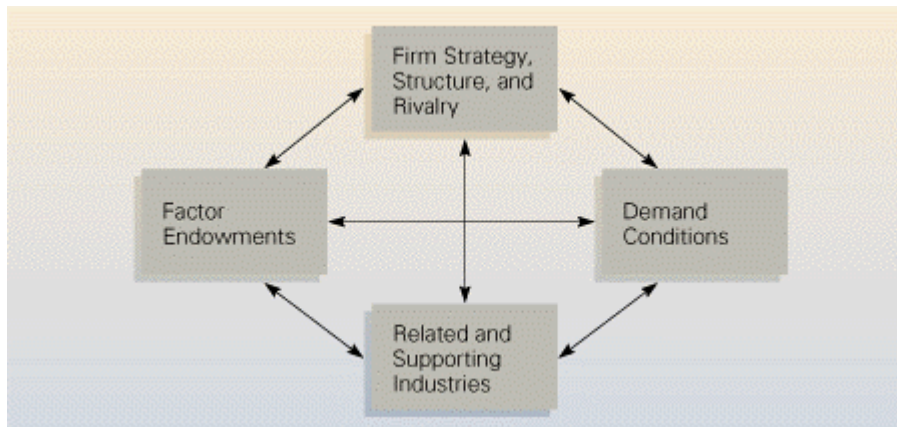 Firm Strategy,
Structure, and
Rivalry
Factor
Endowments
Demand
Conditions
Related and
Supporting
Industries